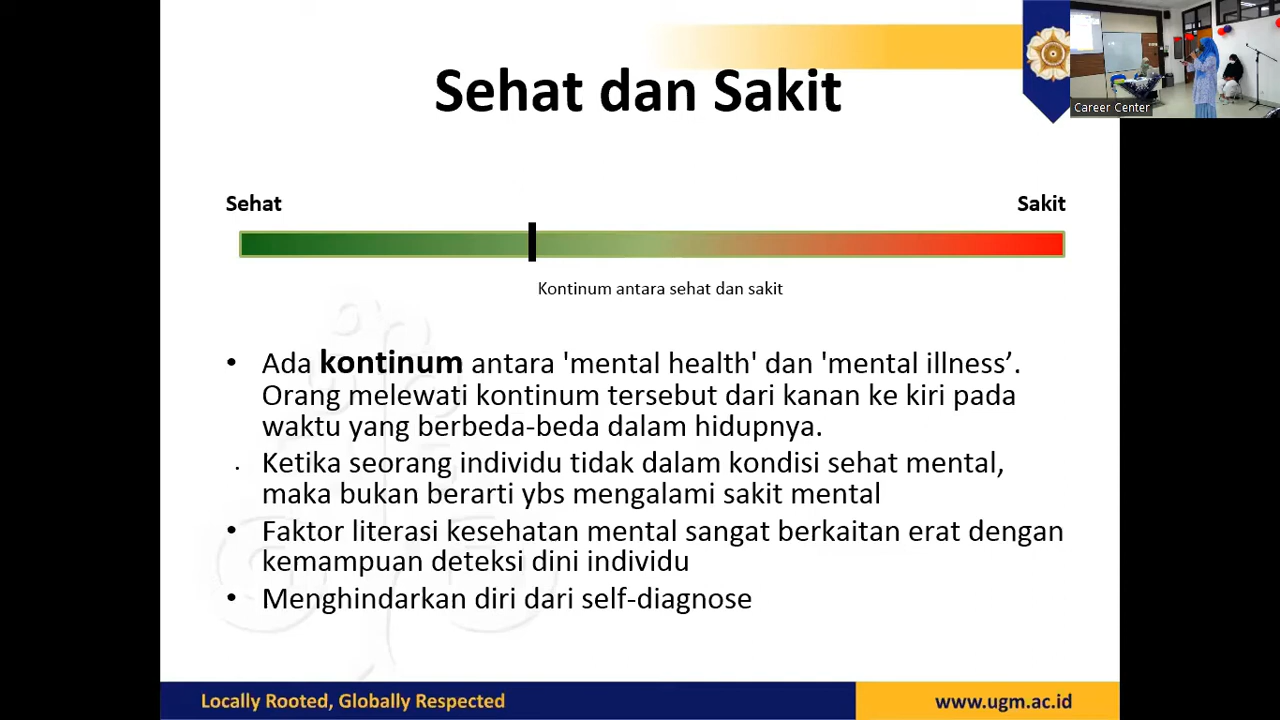 Sehat dan Sakit
Career Center
Sehat
Sakit
Kontinum antara sehat dan sakit
• Ada kontinum antara 'mental health' dan 'mental illness’.
Orang melewati kontinum tersebut dari kanan ke kiri pada
waktu yang berbeda-beda dalam hidupnya.
. Ketika seorang individu tidak dalam kondisi sehat mental,
maka bukan berarti ybs mengalami sakit mental
• Faktor literasi kesehatan mental sangat berkaitan erat dengan
kemampuan deteksi dini individu
• Menghindarkan diri dari self-diagnose
Locally Rooted, Globally Respected
www.ugm.ac.id